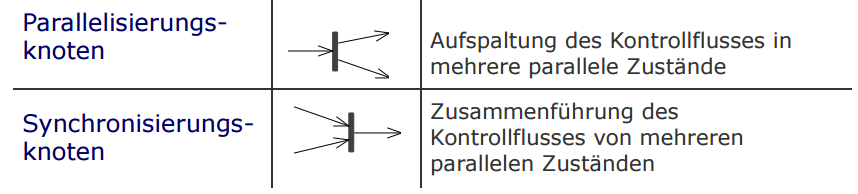 Parallelisierungs-
knoten
Aufspaltung des Kontrollflusses in
mehrere parallele Zustände
Synchronisierungs-
knoten
Zusammenführung des
Kontrollflusses von mehreren
parallelen Zuständen